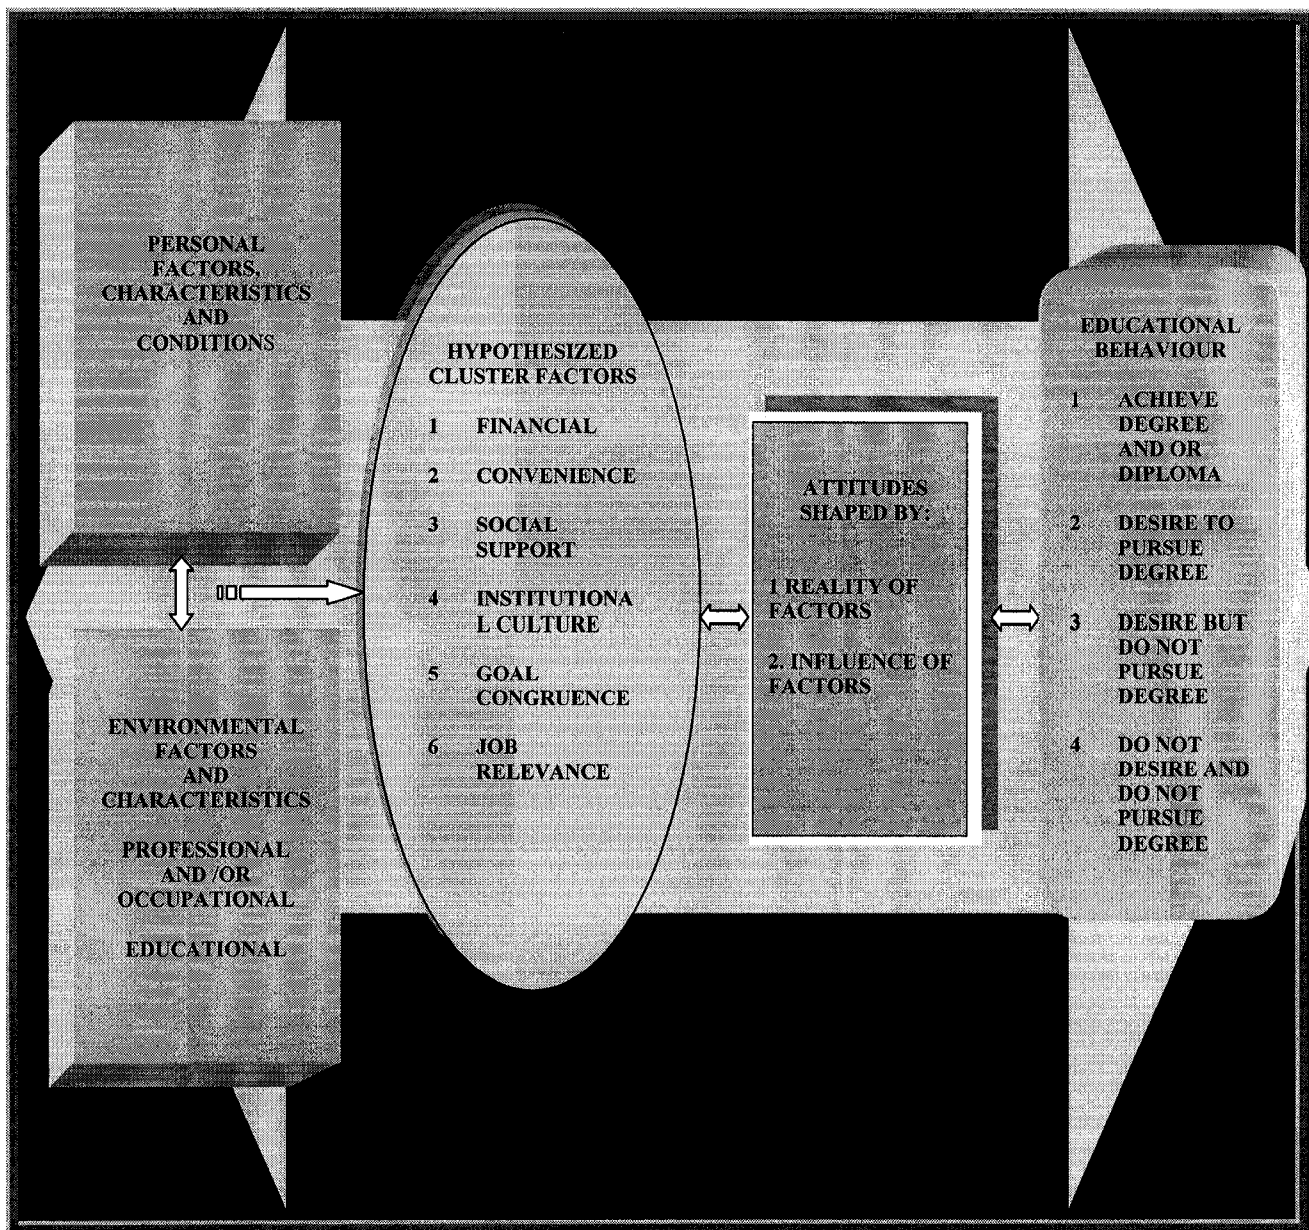 PERSONAL
FACTORS,
CHARACTERISTICS
AND
CONDITIONS
ENVIRONMENTAL
FACTORS
AND
CHARACTERISTICS
PROFESSIONAL
AND /OR
OCCUPATIONAL
EDUCATIONAL
HYPOTHESIZED
CLUSTER FACTORS
1 FINANCIAL
2 CONVENIENCE
3 SOCIAL
SUPPORT
4 INSTITUTIONA
L CULTURE
5 GOAL
CONGRUENCE
6 JOB
RELEVANCE
ATTITUDES
SHAPED BY:
1 REALITY OF
FACTORS
2. INFLUENCE OF
FACTORS
EDUCATIONAL
BEHAVIOUR
1 ACHIEVE
DEGREE
AND OR
DIPLOMA
2 DESIRE TO
PURSUE
DEGREE
3 DESIRE BUT
DO NOT
PURSUE
DEGREE
4 DO NOT
DESIRE AND
DO NOT
PURSUE
DEGREE